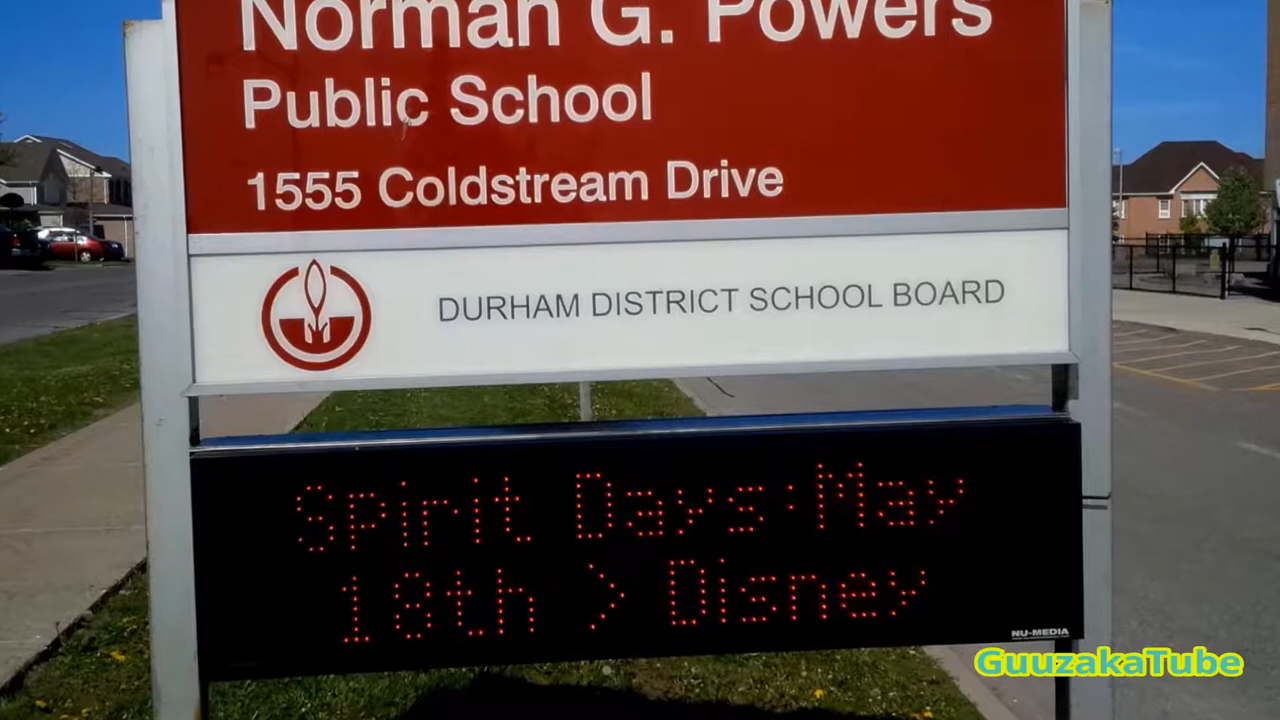 Norman G. Powers
Public School
1555 Coldstream Drive
DURHAM DISTRICT SCHOOL BOARD
Spirit Days:May
18th > Disney
NU-MEDIA
GuuzakaTube